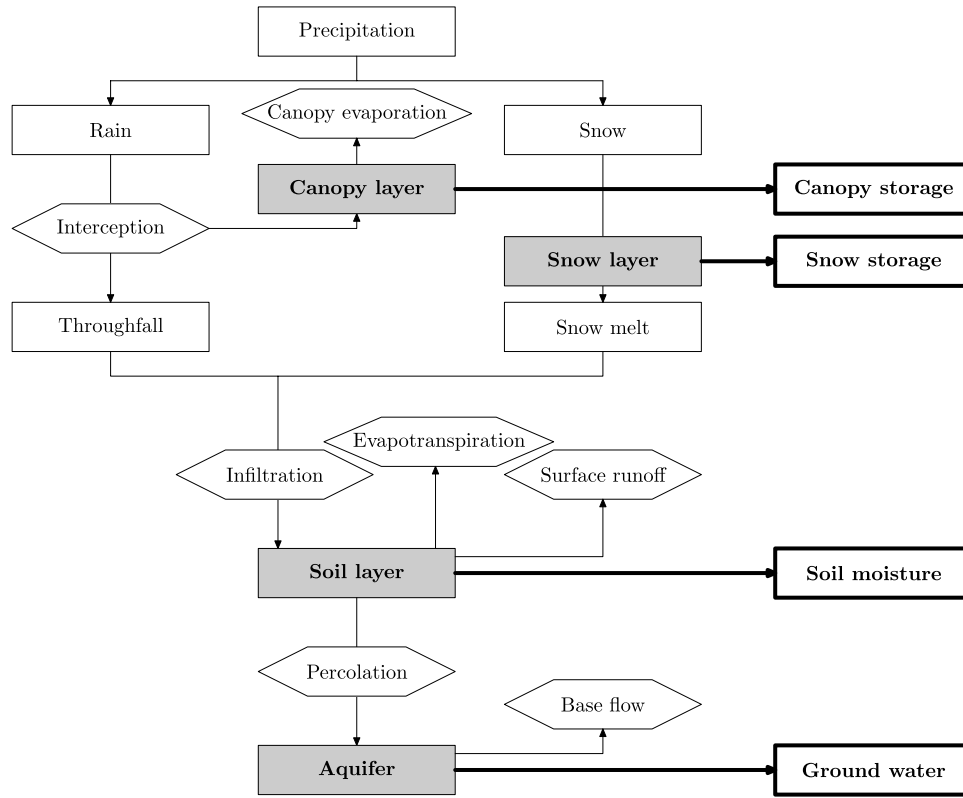 Precipitation
Canopy evaporation
Rain
Snow
Canopy layer
Canopy storage
Interception
Snow layer
Snow storage
Throughfall
Snow melt
Evapotranspiration
Infiltration
Surface runoff
Soil layer
Soil moisture
Percolation
Base flow
Aquifer
Ground water